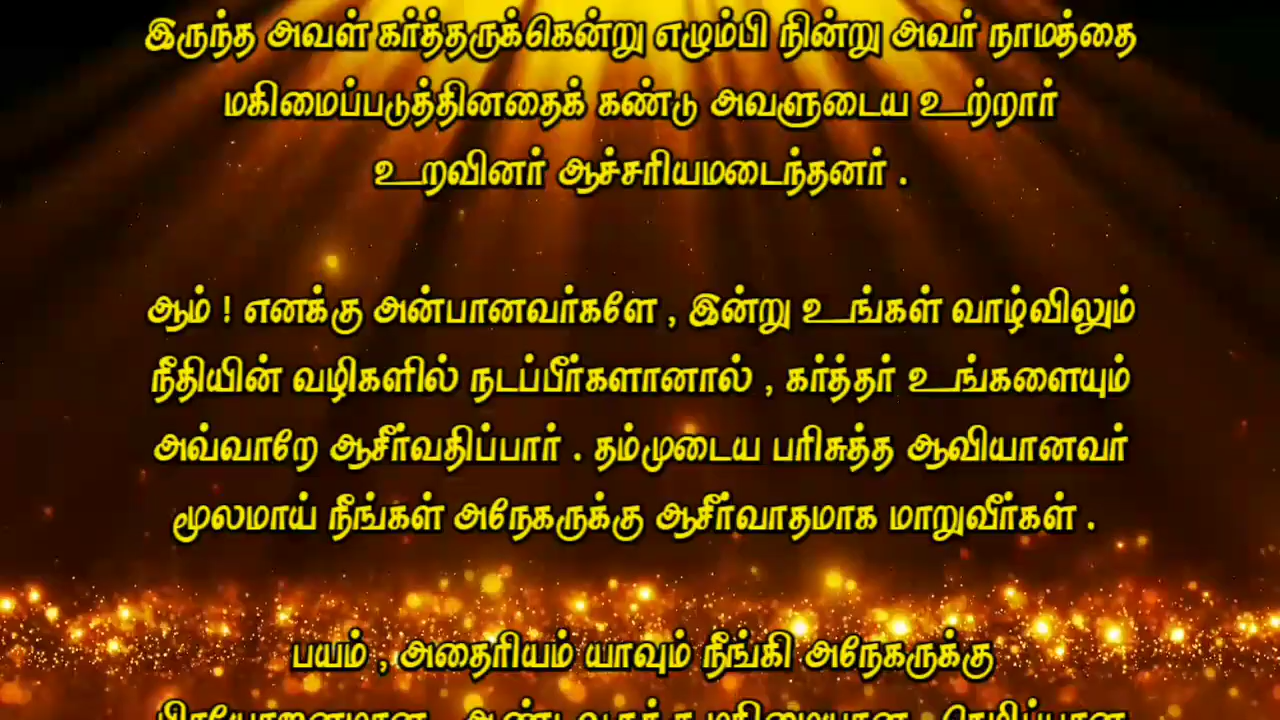 இருந்த அவள் கர்த்தருக்கென்று எழும்பி நின்று அவர் நாமத்தை
மகிமைப்படுத்தினதைக் கண்டு அவளுடைய உற்றார்
உறவினர் ஆச்சரியமடைந்தனர் .
ஆம் ! எனக்கு அன்பானவர்களே , இன்று உங்கள் வாழ்விலும்
நீதியின் வழிகளில் நடப்பீர்களானால் , கர்த்தர் உங்களையும்
அவ்வாறே ஆசீர்வதிப்பார் . தம்முடைய பரிசுத்த ஆவியானவர்
மூலமாய் நீங்கள் அநேகருக்கு ஆசீர்வாதமாக மாறுவீர்கள் .
பயம் , அதைரியம் யாவும் நீங்கி அநேகருக்கு